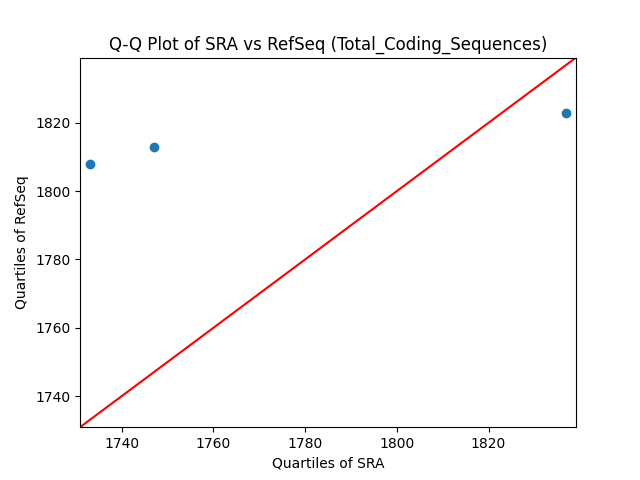 Q-Q Plot of SRA vs RefSeq (Total_Coding_Sequences)
1820
1800
1780
1760
1740
Quartiles of RefSeq
1740 1760 1780 1800 1820
Quartiles of SRA